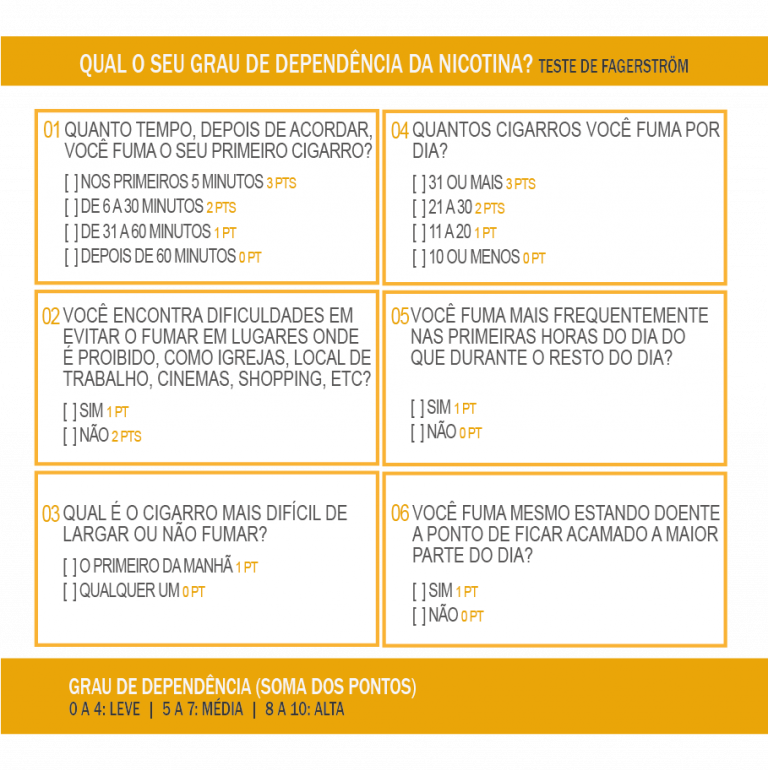 QUAL O SEU GRAU DE DEPENDÊNCIA DA NICOTINA? TESTE DE FAGERSTRÖM
01 QUANTO TEMPO, DEPOIS DE ACORDAR,
VOCÊ FUMA O SEU PRIMEIRO CIGARRO?
[ ] NOS PRIMEIROS 5 MINUTOS 3 PTS
[ ] DE 6 A 30 MINUTOS 2 PTS
[ ] DE 31 A 60 MINUTOS 1 PT
[ ] DEPOIS DE 60 MINUTOS 0 PT
02 VOCÊ ENCONTRA DIFICULDADES EM
EVITAR O FUMAR EM LUGARES ONDE
É PROIBIDO, COMO IGREJAS, LOCAL DE
TRABALHO, CINEMAS, SHOPPING, ETC?
[ ] SIM 1 PT
[ ] NÃO 2 PTS
03 QUAL É O CIGARRO MAIS DIFÍCIL DE
LARGAR OU NÃO FUMAR?
[ ] O PRIMEIRO DA MANHÃ 1 PT
[ ] QUALQUER UM 0 PT
04 QUANTOS CIGARROS VOCÊ FUMA POR
DIA?
[ ] 31 OU MAIS 3 PTS
[ ] 21 A 30 2 PTS
[ ] 11 A 20 1 PT
[ ] 10 OU MENOS 0 PT
05 VOCÊ FUMA MAIS FREQUENTEMENTE
NAS PRIMEIRAS HORAS DO DIA DO
QUE DURANTE O RESTO DO DIA?
[ ] SIM 1 PT
[ ] NÃO 0 PT
06 VOCÊ FUMA MESMO ESTANDO DOENTE
A PONTO DE FICAR ACAMADO A MAIOR
PARTE DO DIA?
[ ] SIM 1 PT
[ ] NÃO 0 PT
GRAU DE DEPENDÊNCIA (SOMA DOS PONTOS)
0 A 4: LEVE | 5 A 7: MÉDIA | 8 A 10: ALTA